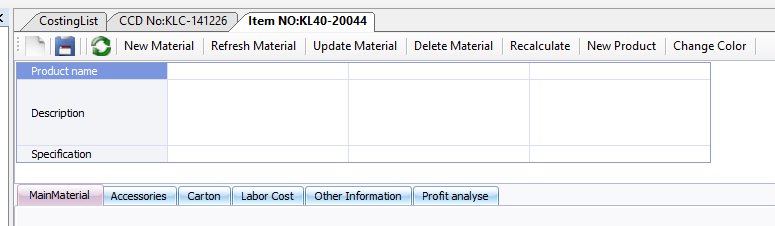 CostingList CCD No:KLC-141226 Item NO:KL40-20044
New Material Refresh Material Update Material Delete Material Recalculate New Product Change Color
Product name
Description
Specification
MainMaterial Accessories Carton Labor Cost Other Information Profit analyse